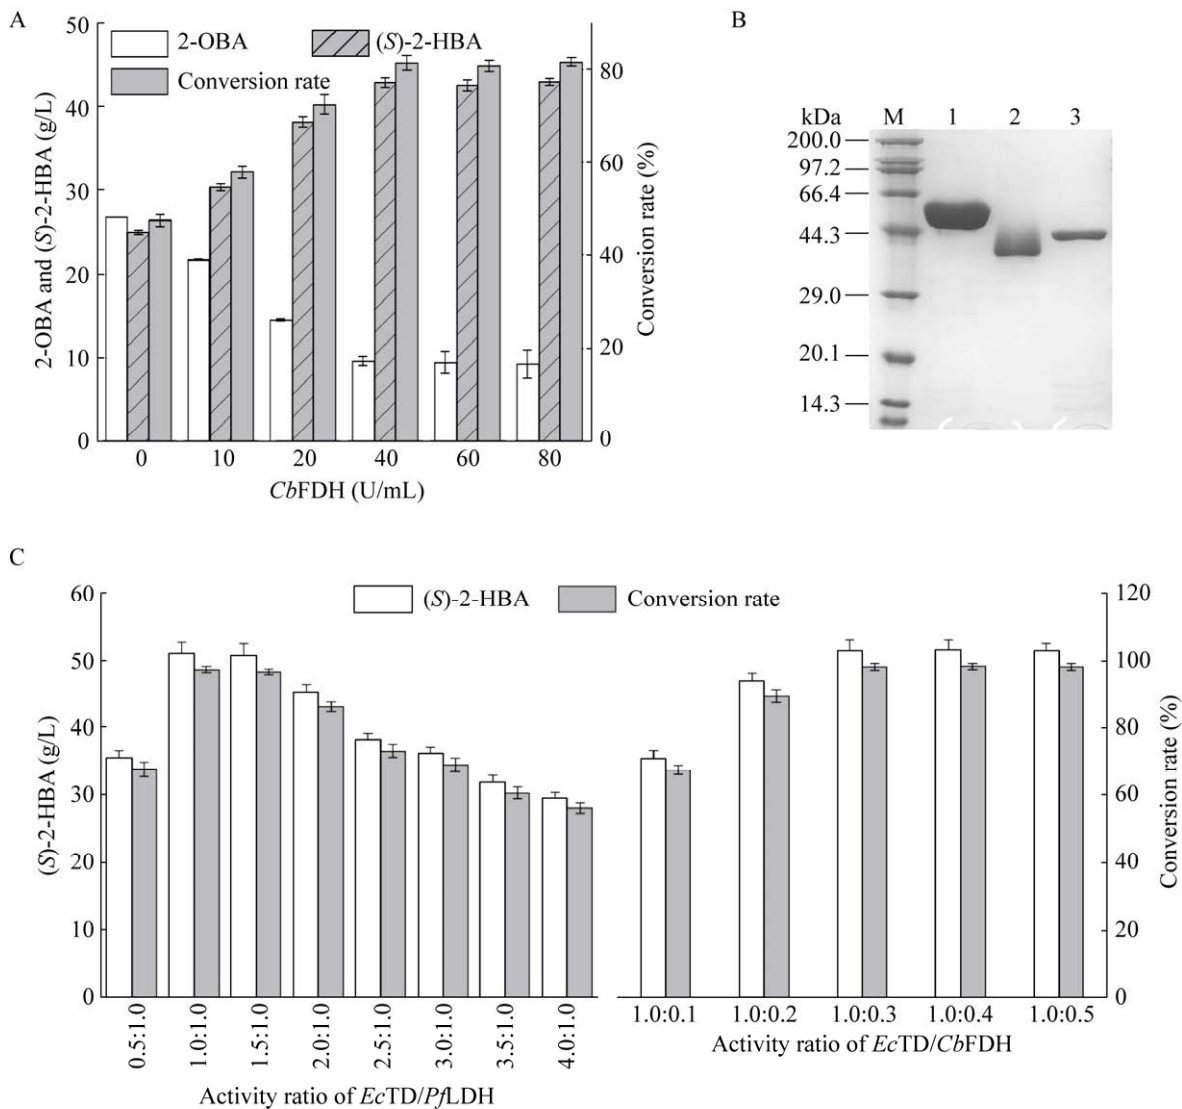 A
50
40
30
20
10
0
2-OBA and (S)-2-HBA (g/L)
2-OBA
(S)-2-HBA
Conversion rate
80
60
40
20
0
Conversion rate (%)
0 10 20 40 60 80
CbFDH (U/mL)
B
kDa M 1 2 3
200.0
97.2
66.4
44.3
29.0
20.1
14.3
C
60
50
40
30
20
10
0
(S)-2-HBA (g/L)
(S)-2-HBA
Conversion rate
120
100
80
60
40
20
0
Conversion rate (%)
0.5:1.0 1.0:1.0 1.5:1.0 2.0:1.0 2.5:1.0 3.0:1.0 3.5:1.0 4.0:1.0
Activity ratio of EcTD/PfLDH
1.0:0.1 1.0:0.2 1.0:0.3 1.0:0.4 1.0:0.5
Activity ratio of EcTD/CbFDH